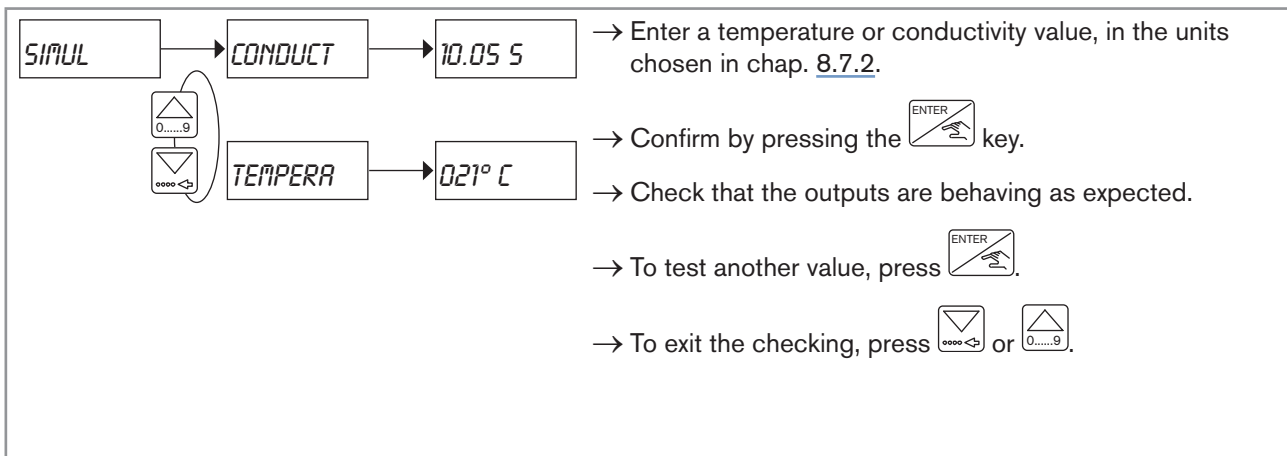 SIMUL
CONDUCT
10.05 S
0......9
TEMPERA
021° C
→ Enter a temperature or conductivity value, in the units
chosen in chap. 8.7.2.
→ Confirm by pressing the ENTER key.
→ Check that the outputs are behaving as expected.
→ To test another value, press ENTER.
→ To exit the checking, press or 0......9.